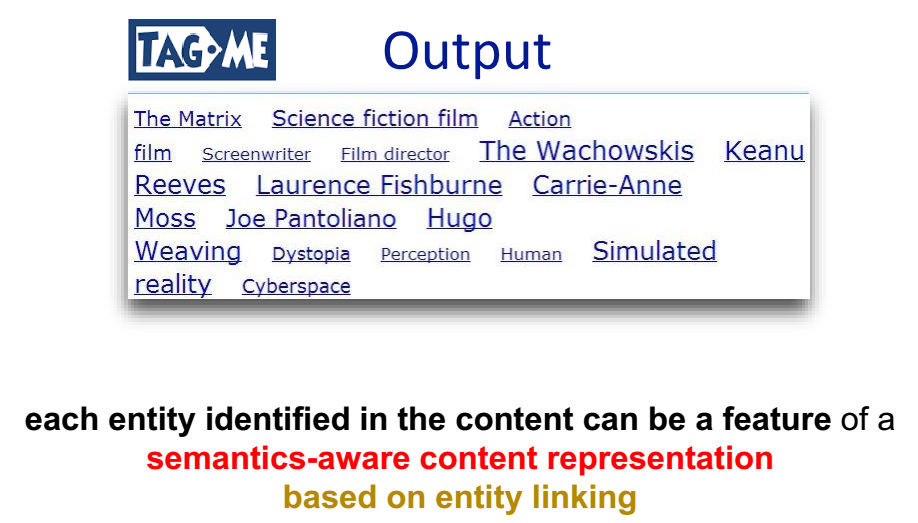 TAG ME Output
The Matrix Science fiction film Action
film Screenwriter Film director The Wachowskis Keanu
Reeves Laurence Fishburne Carrie-Anne
Moss Joe Pantoliano Hugo
Weaving Dystopia Perception Human Simulated
reality Cyberspace
each entity identified in the content can be a feature of a
semantics-aware content representation
based on entity linking